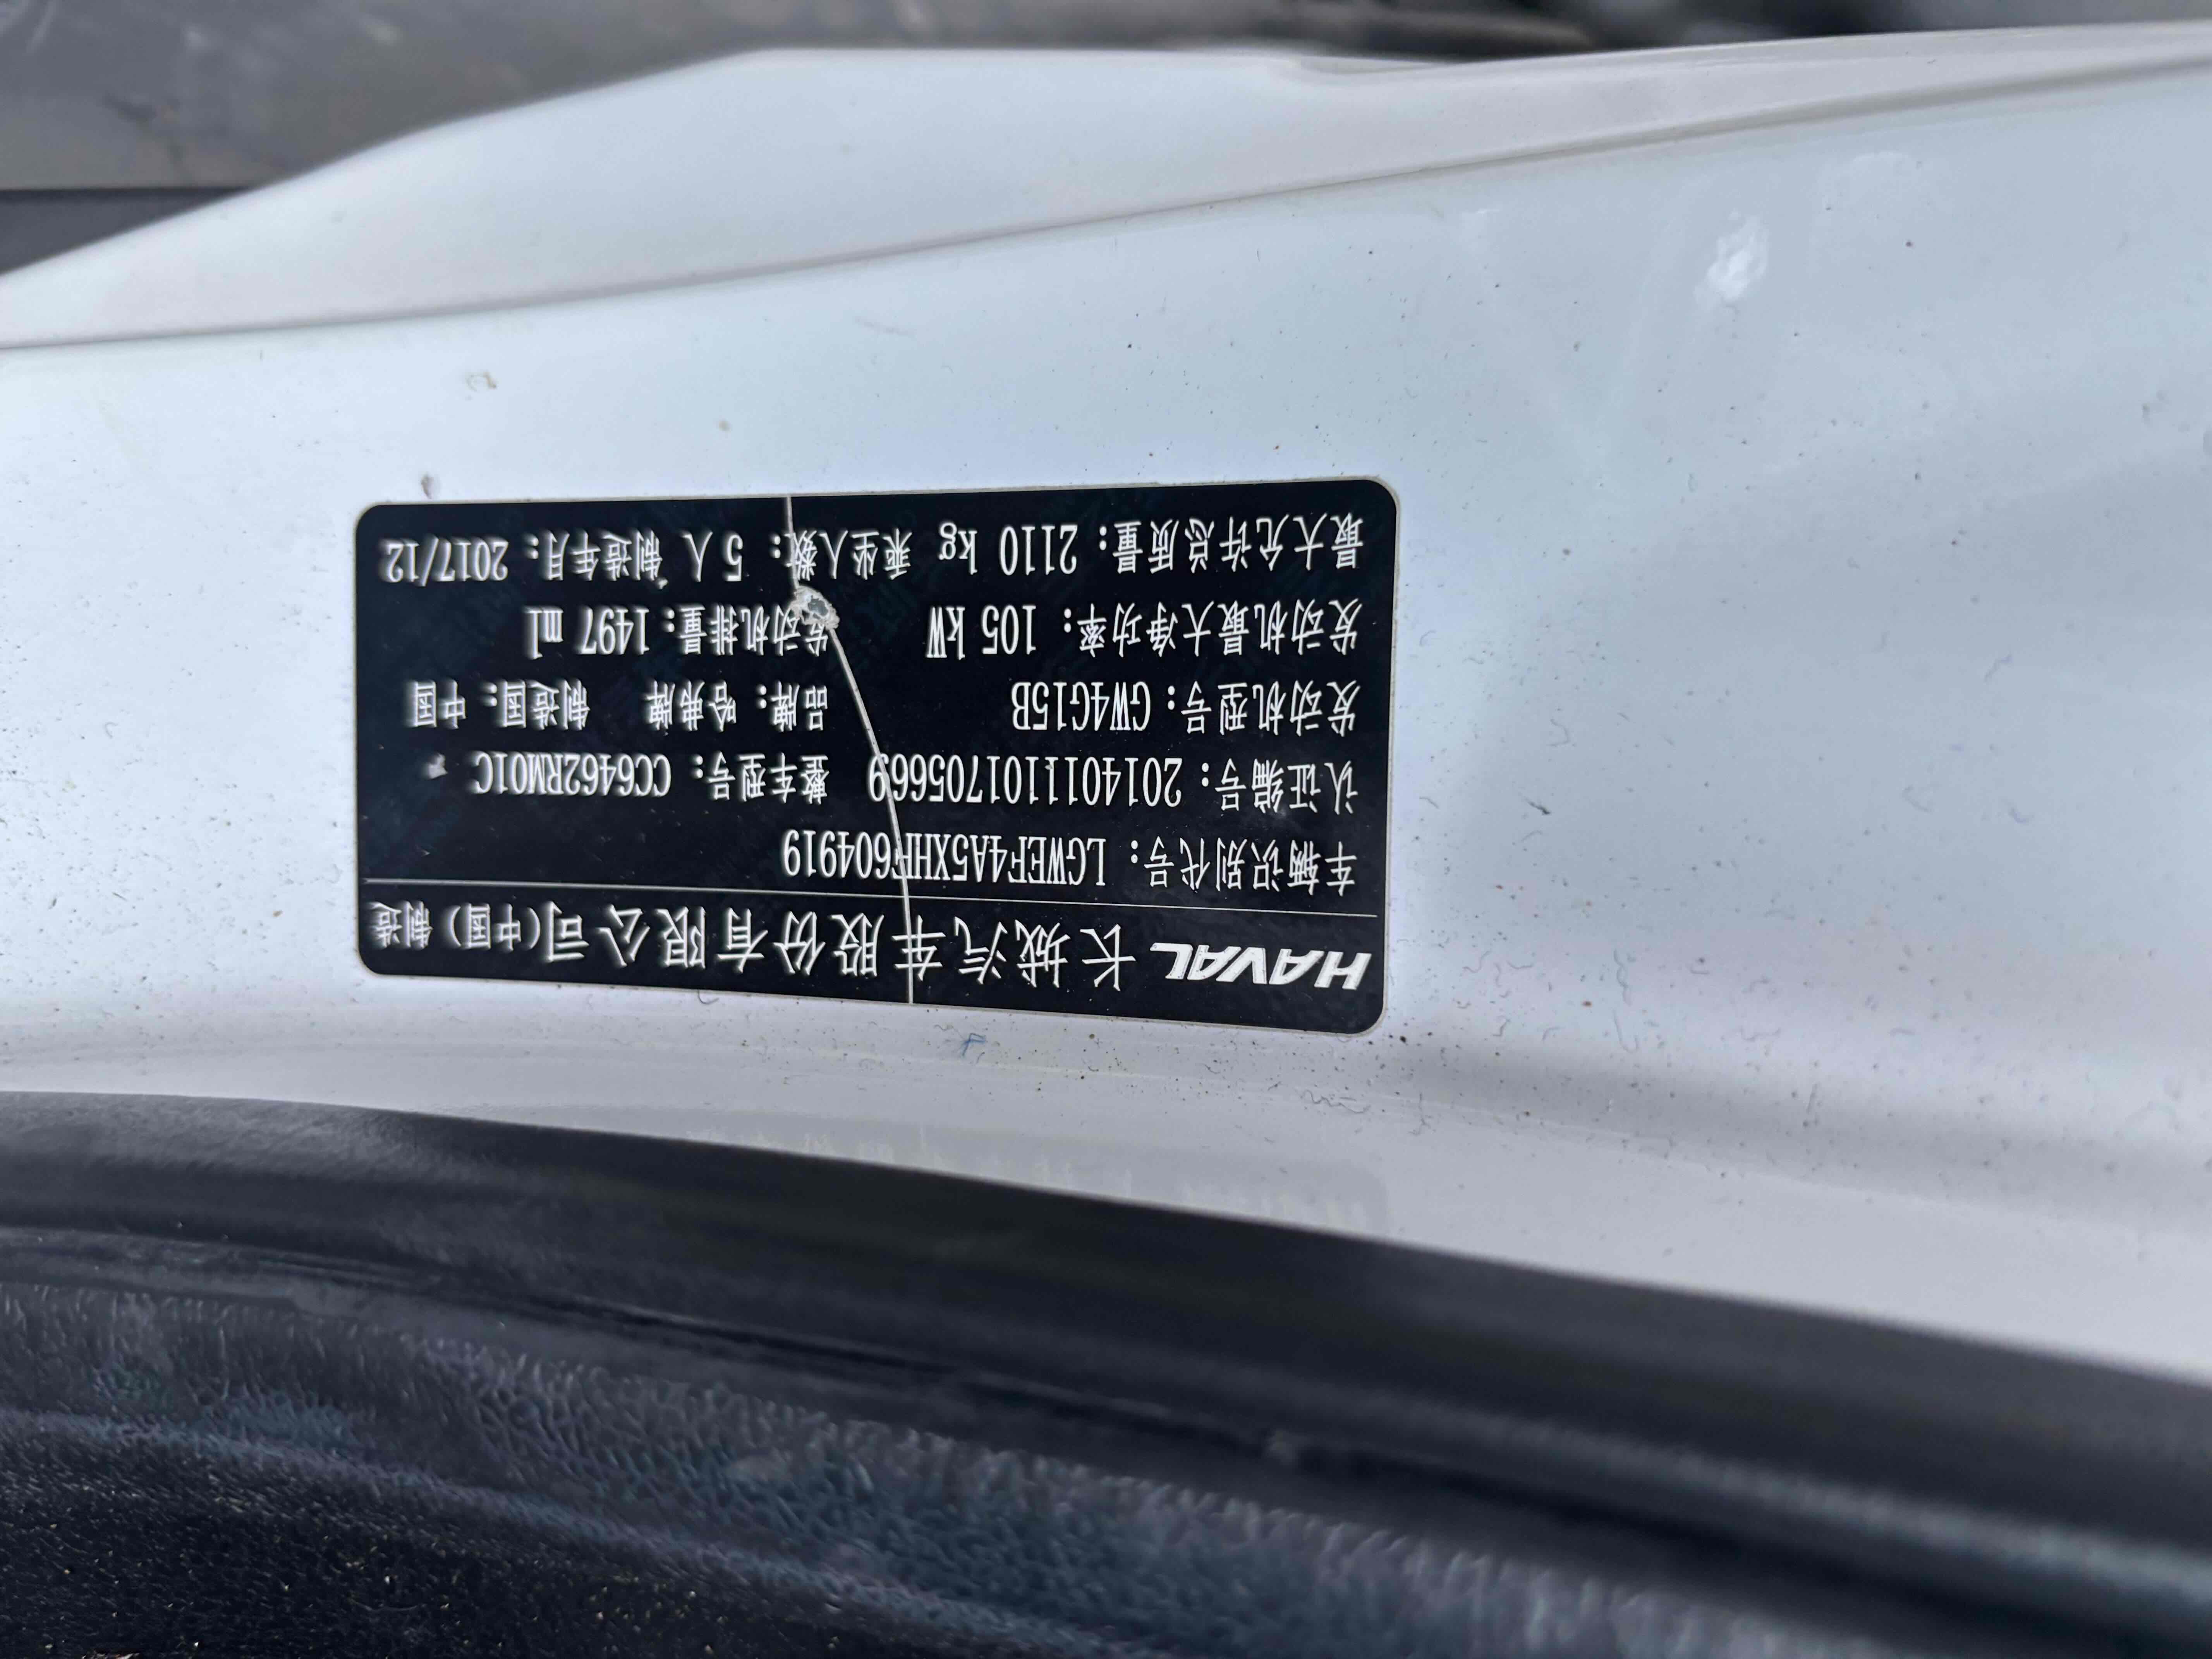 HAVAL 长城汽车股份有限公司(中国)制造
车辆识别代号: LGWEF4A5XHF604919
认证编号: 2014011101705669 整车型号: CC6462RM01C
发动机型号: GW4G15B 品牌: 哈弗牌 制造国: 中国
发动机最大净功率: 105 kW 发动机排量: 1497 ml
最大允许总质量: 2110 kg 乘坐人数: 5 人 制造年月: 2017/12